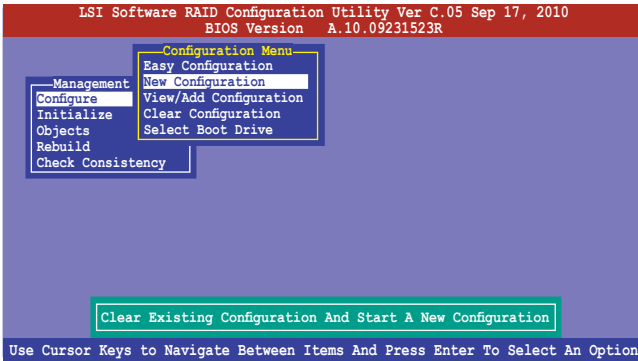 LSI Software RAID Configuration Utility Ver C.05 Sep 17, 2010
BIOS Version A.10.09231523R
Configuration Menu
Easy Configuration
New Configuration
View/Add Configuration
Clear Configuration
Select Boot Drive
Management
Configure
Initialize
Objects
Rebuild
Check Consistency
Clear Existing Configuration And Start A New Configuration
Use Cursor Keys to Navigate Between Items And Press Enter To Select An Option